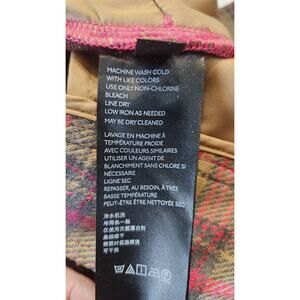 MACHINE WASH COLD
WITH LIKE COLORS
USE ONLY NON-CHLORINE
BLEACH
LINE DRY
LOW IRON AS NEEDED
MAY BE DRY CLEANED
LAVAGE EN MACHINE À
TEMPÉRATURE FROIDE
AVEC COULEURS SIMILAIRES
UTILISER UN AGENT DE
BLANCHIMENT SANS CHLORE SI
NÉCESSAIRE
LIGNE SEC
REPASSER, AU BESOIN, À TRÈS
BASSE TEMPÉRATURE
PEUT-ÊTRE ÊTRE NETTOYÉE SEC
冷水机洗